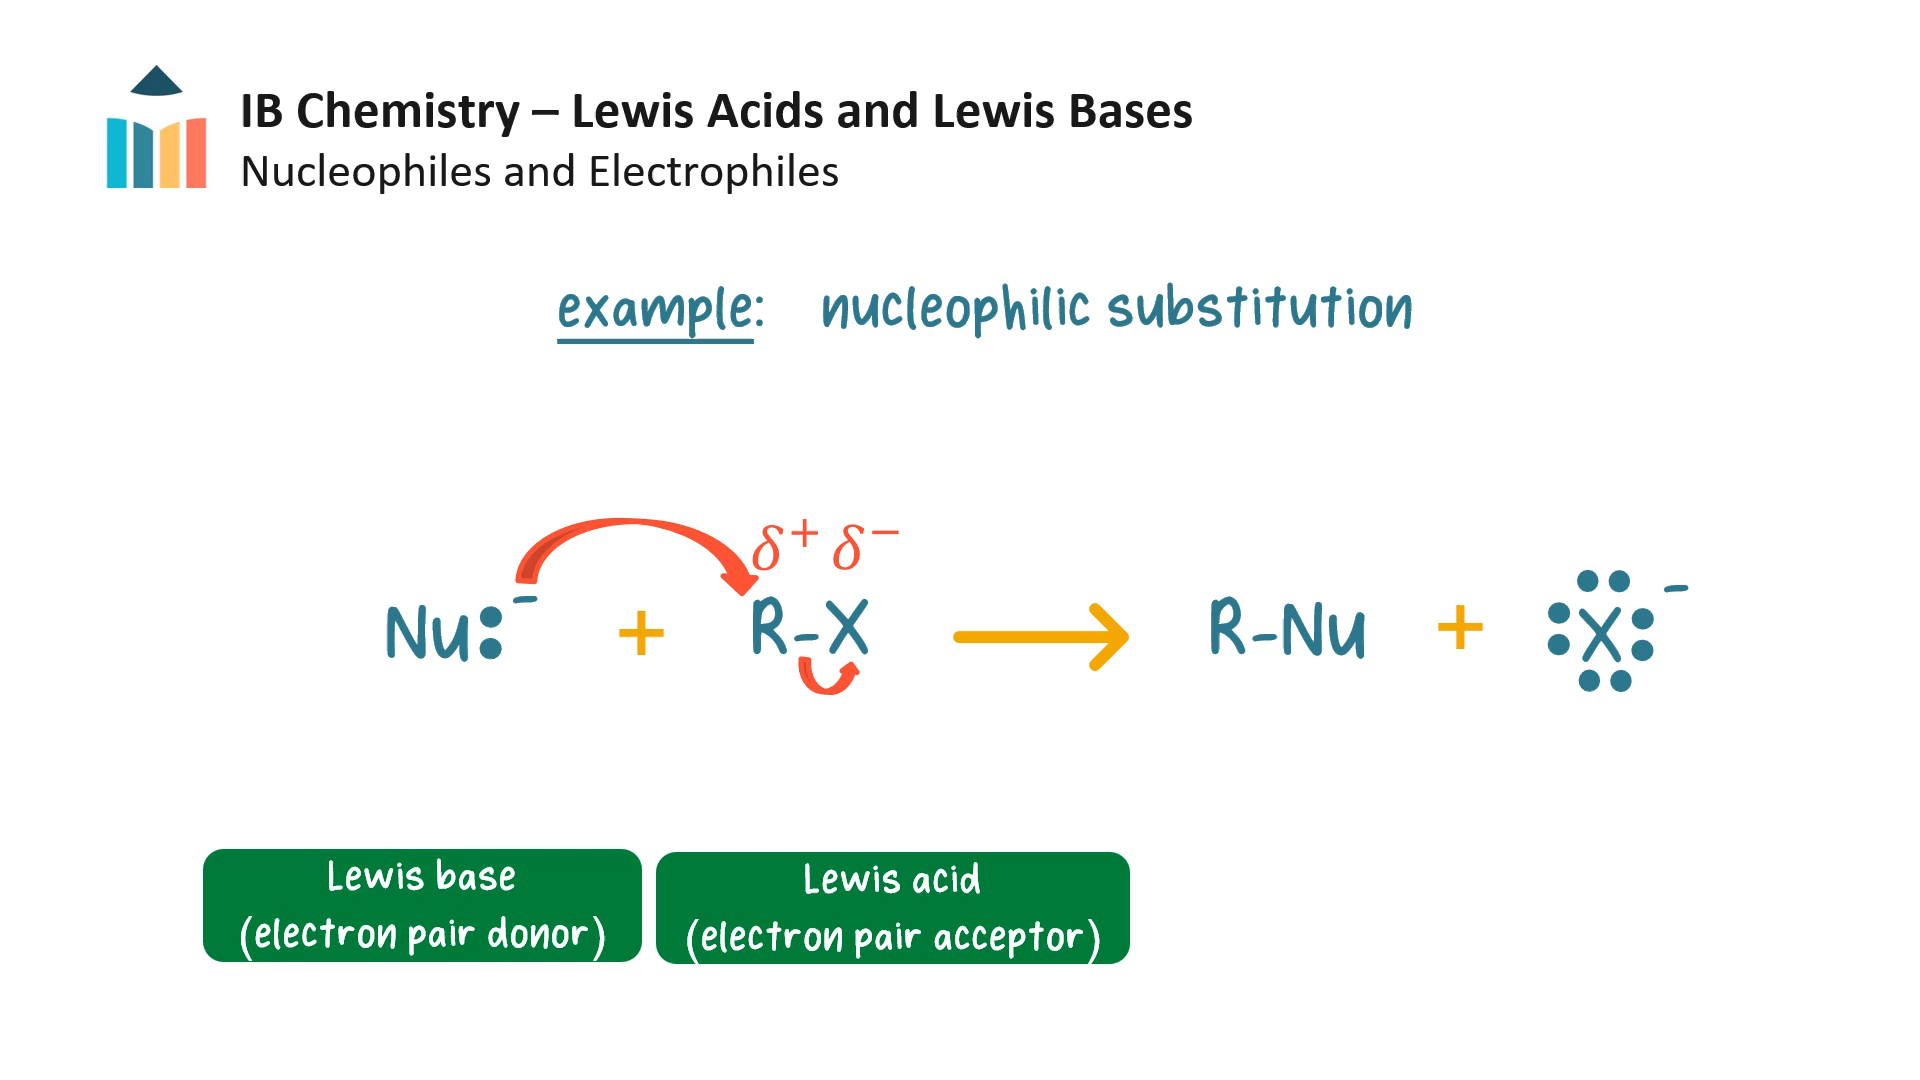 IB Chemistry – Lewis Acids and Lewis Bases
Nucleophiles and Electrophiles
example: nucleophilic substitution
δ⁺ δ⁻
Nu:⁻ + R-X → R-Nu + X⁻
Lewis base
(electron pair donor)
Lewis acid
(electron pair acceptor)